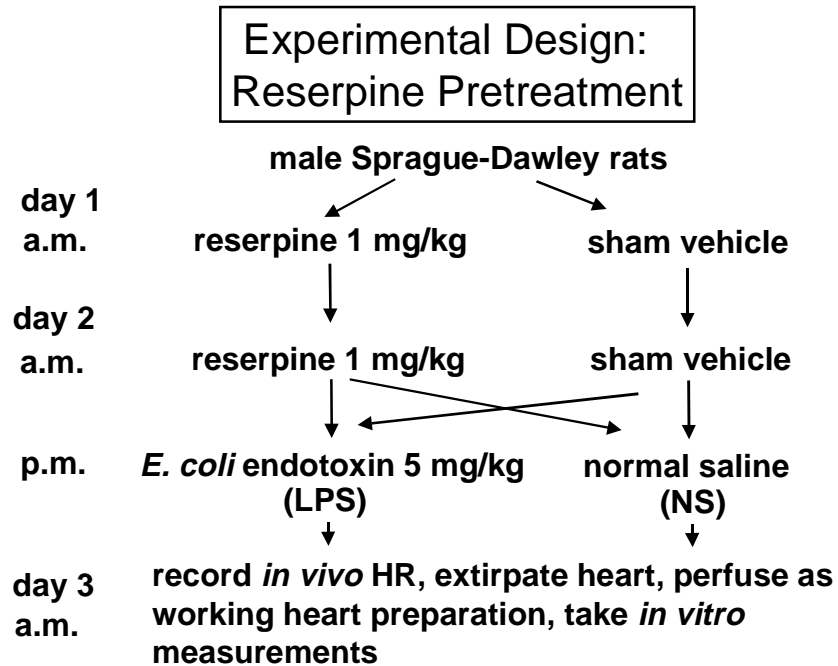 Experimental Design:
Reserpine Pretreatment
male Sprague-Dawley rats
day 1
a.m. reserpine 1 mg/kg sham vehicle
day 2
a.m. reserpine 1 mg/kg sham vehicle
p.m. E. coli endotoxin 5 mg/kg normal saline
(LPS) (NS)
day 3 record in vivo HR, extirpate heart, perfuse as
a.m. working heart preparation, take in vitro
measurements